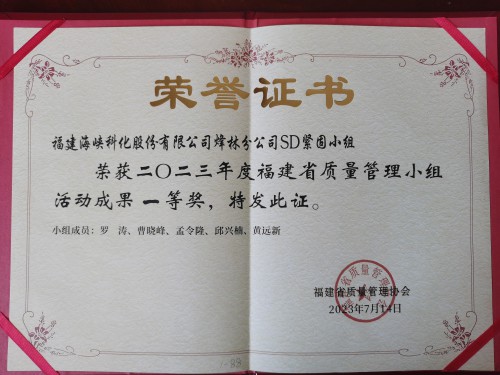 荣誉证书
福建海峡科化股份有限公司烽林分公司SD紧固小组
荣获二〇二三年度福建省质量管理小组
活动成果一等奖，特发此证。
小组成员：罗　涛、曹晓峰、孟令隆、邱兴楠、黄远新
福建省质量管理协会
2023年7月14日